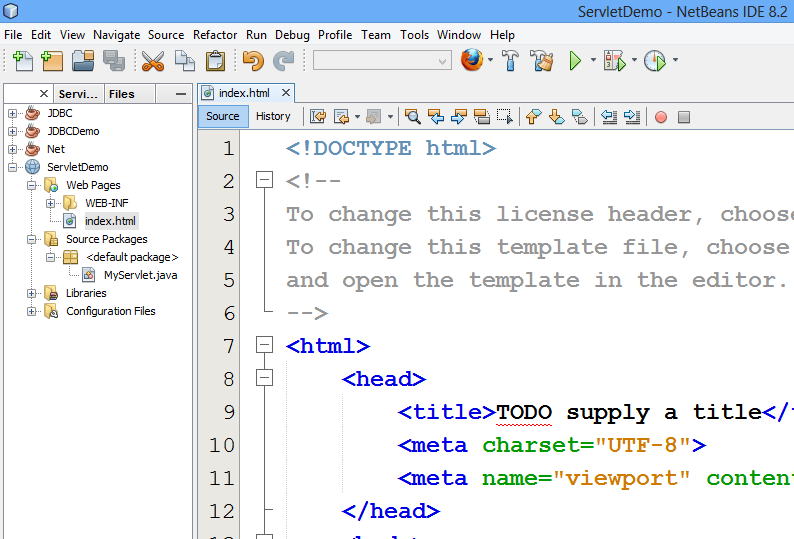 ServletDemo - NetBeans IDE 8.2
File Edit View Navigate Source Refactor Run Debug Profile Team Tools Window Help
Servi... Files
index.html
Source History
JDBC
JDBCDemo
Net
ServletDemo
Web Pages
WEB-INF
index.html
Source Packages
<default package>
MyServlet.java
Libraries
Configuration Files
1 <!DOCTYPE html>
2 <!--
3 To change this license header, choose
4 To change this template file, choose
5 and open the template in the editor.
6 -->
7 <html>
8 <head>
9 <title>TODO supply a title</
10 <meta charset="UTF-8">
11 <meta name="viewport" conten
12 </head>